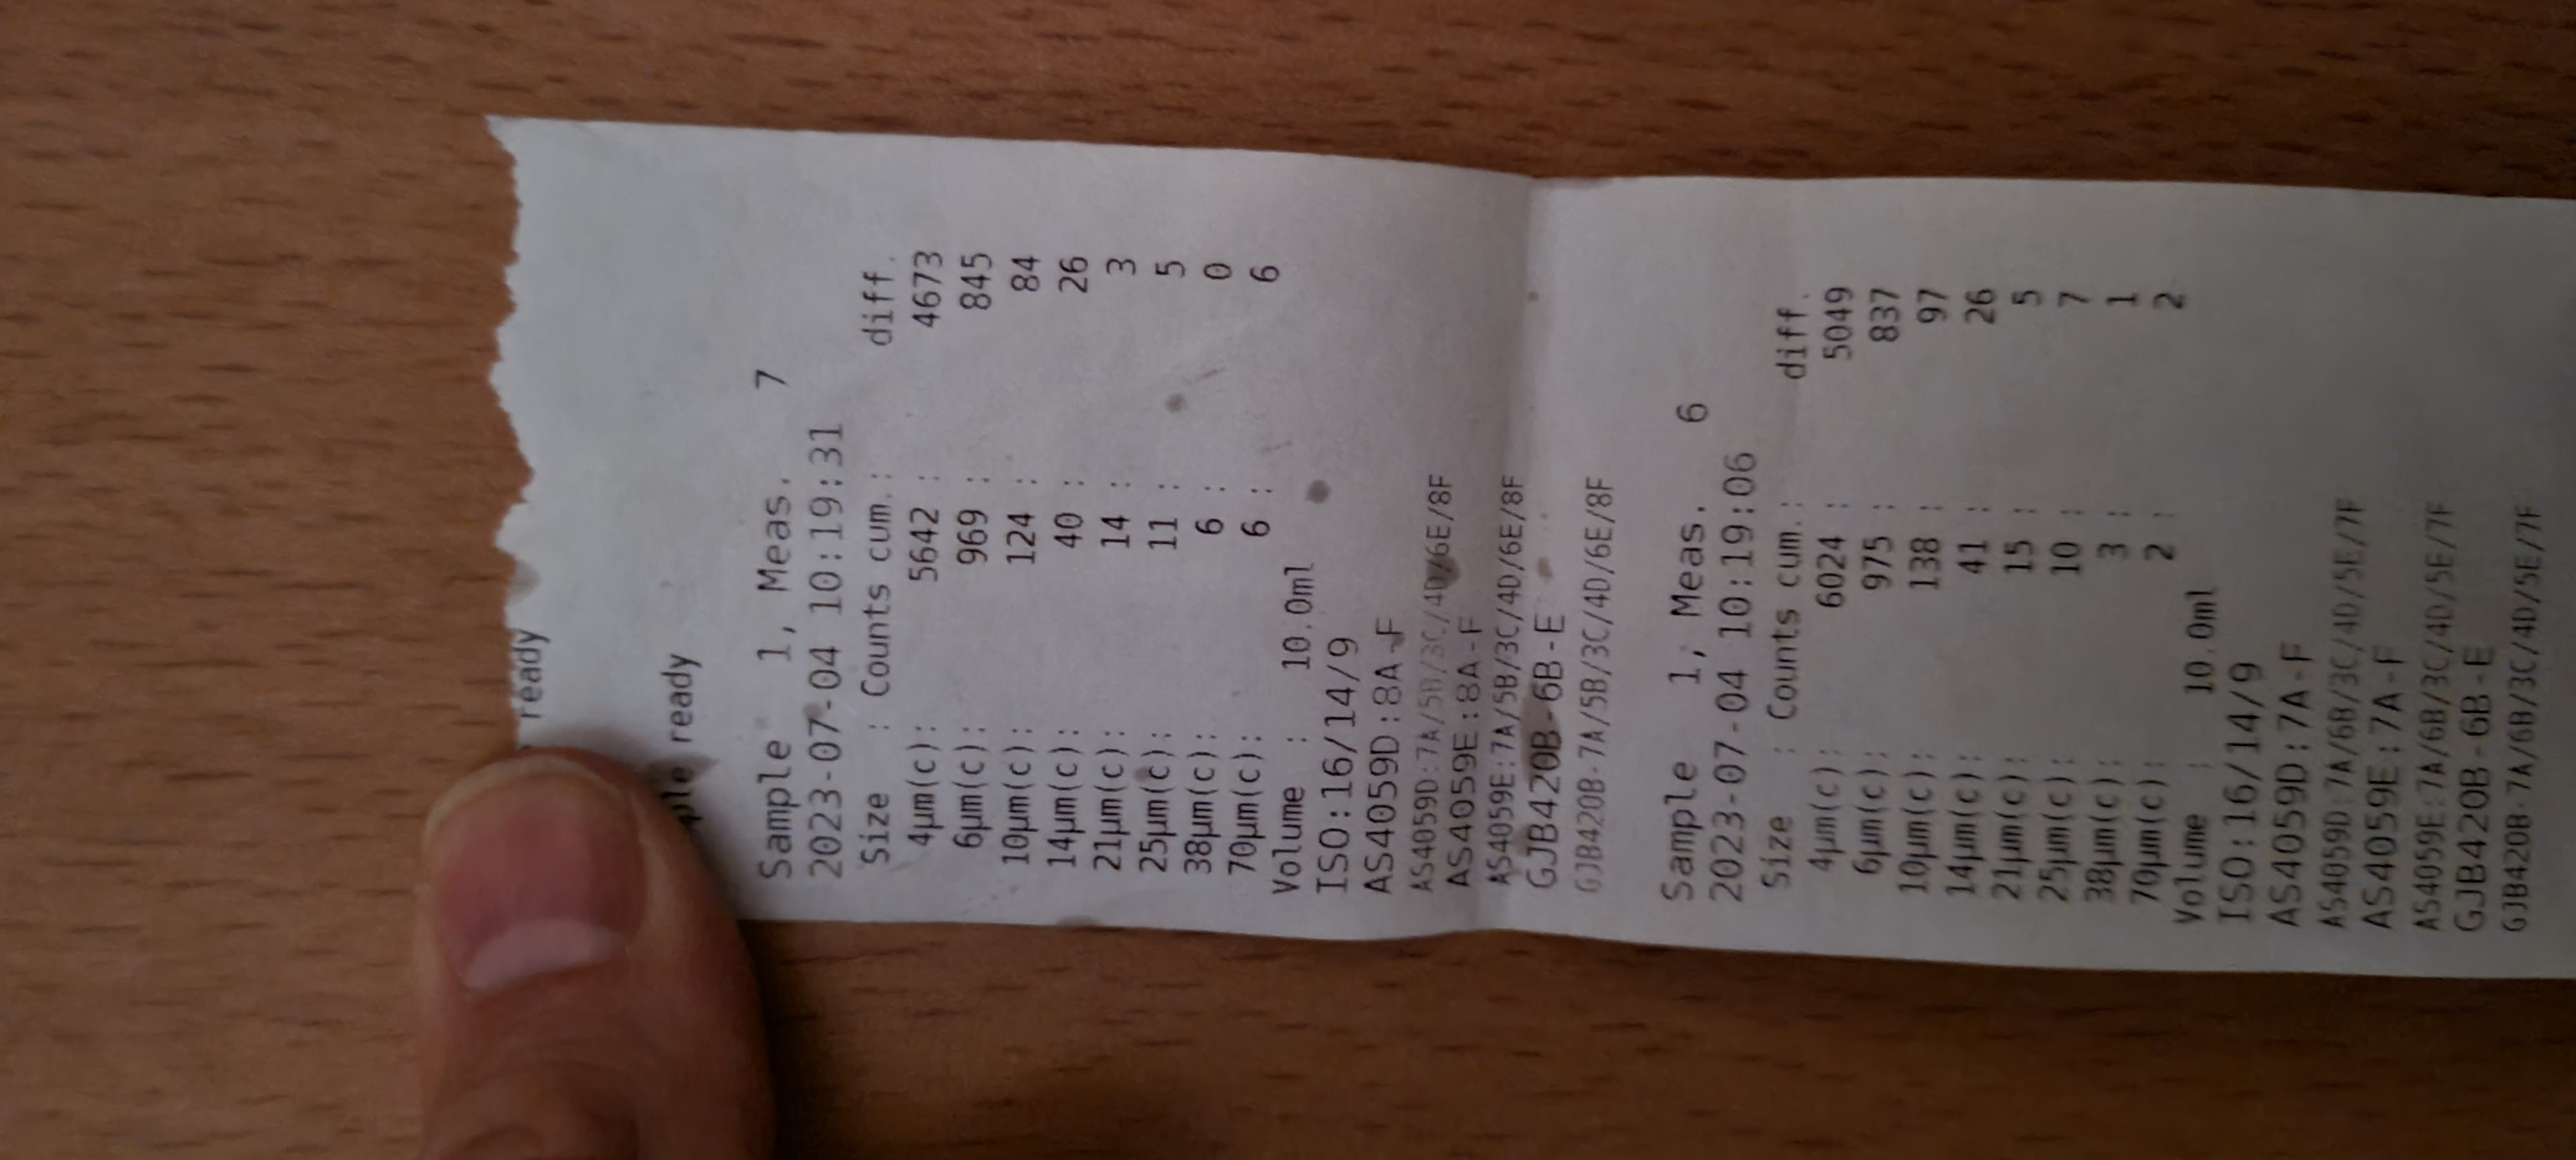 ready
ready
Sample 1, Meas. 7
2023-07-04 10:19:31
Size : Counts cum.: diff.
4µm(c): 5642 : 4673
6µm(c): 969 : 845
10µm(c): 124 : 84
14µm(c): 40 : 26
21µm(c): 14 : 3
25µm(c): 11 : 5
38µm(c): 6 : 0
70µm(c): 6 : 6
Volume : 10.0ml
ISO:16/14/9
AS4059D:8A-F
AS4059D:7A/5B/3C/4D/6E/8F
AS4059E:8A-F
AS4059E:7A/5B/3C/4D/6E/8F
GJB420B-6B-E
GJB420B-7A/5B/3C/4D/6E/8F
Sample 1, Meas. 6
2023-07-04 10:19:06
Size : Counts cum.: diff.
4µm(c): 6024 : 5049
6µm(c): 975 : 837
10µm(c): 138 : 97
14µm(c): 41 : 26
21µm(c): 15 : 5
25µm(c): 10 : 7
38µm(c): 3 : 1
70µm(c): 2 : 2
Volume : 10.0ml
ISO:16/14/9
AS4059D:7A-F
AS4059D:7A/6B/3C/4D/5E/7F
AS4059E:7A-F
AS4059E:7A/6B/3C/4D/5E/7F
GJB420B-6B-E
GJB420B-7A/6B/3C/4D/5E/7F